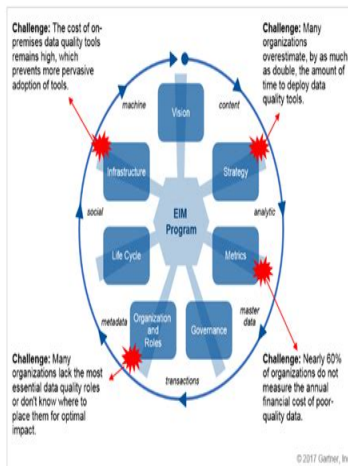 Challenge: The cost of on-
premises data quality tools
remains high, which
prevents more pervasive
adoption of tools.
Challenge: Many
organizations
overestimate, by as much
as double, the amount of
time to deploy data
quality tools.
machine
content
Vision
Infrastructure
Strategy
EIM
Program
social
analytic
Life Cycle
Metrics
metadata
Organization
and
Roles
Governance
master
data
transactions
Challenge: Many
organizations lack the most
essential data quality roles
or don't know where to
place them for optimal
impact.
Challenge: Nearly 60%
of organizations do not
measure the annual
financial cost of poor-
quality data.
© 2017 Gartner, Inc